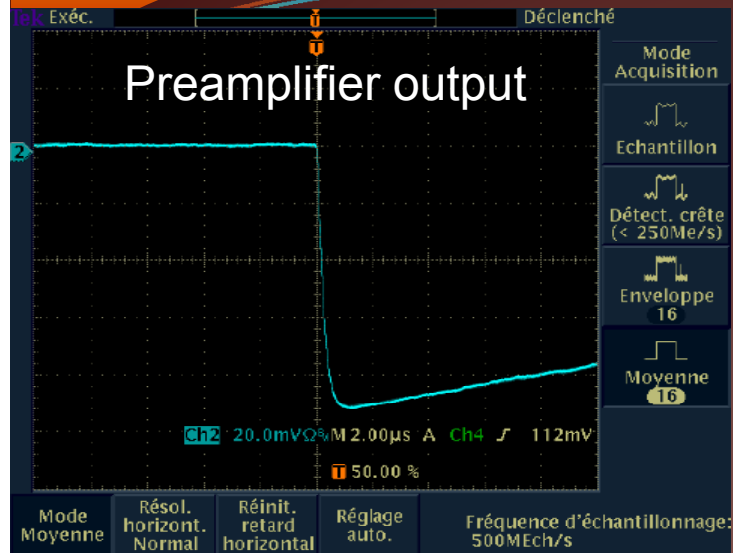 Tek Exéc.
Déclenché
Preamplifier output
Mode
Acquisition
Echantillon
Détect. crête
(< 250Me/s)
Enveloppe
16
Moyenne
16
2
Ch2 20.0mVΩ M 2.00µs A Ch4 112mV
T 50.00 %
Mode
Moyenne
Résol.
horizont.
Normal
Réinit.
retard
horizontal
Réglage
auto.
Fréquence d'échantillonnage:
500MEch/s